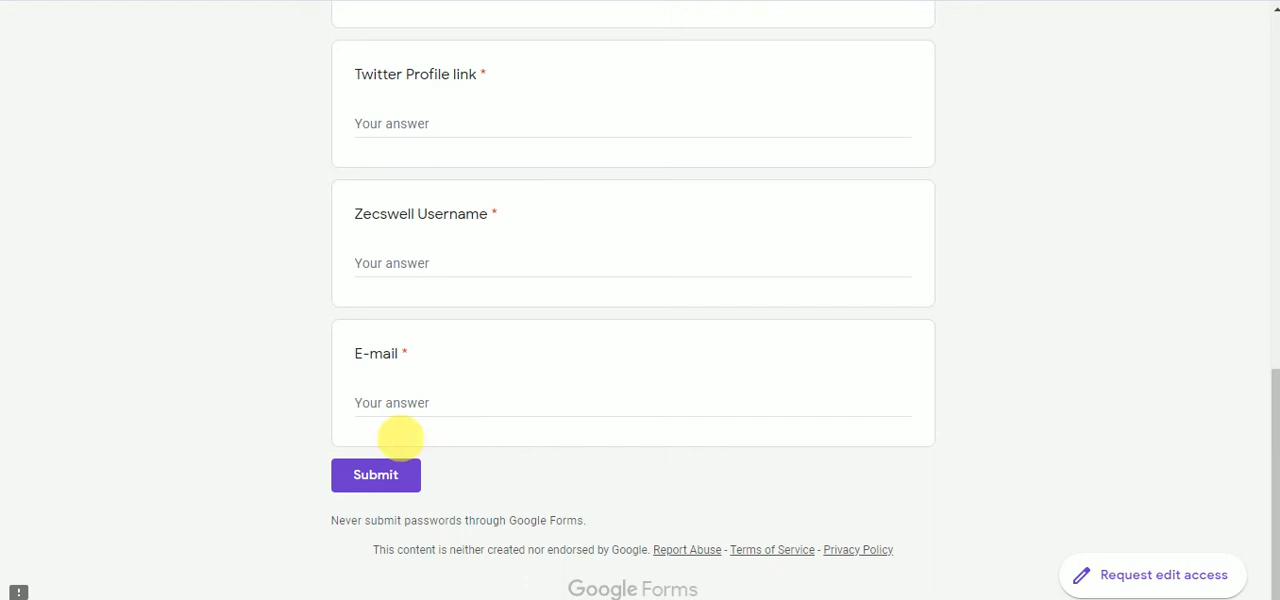 Twitter Profile link *
Your answer
Zecswell Username *
Your answer
E-mail *
Your answer
Submit
Never submit passwords through Google Forms.
This content is neither created nor endorsed by Google. Report Abuse - Terms of Service - Privacy Policy
Request edit access
Google Forms
!